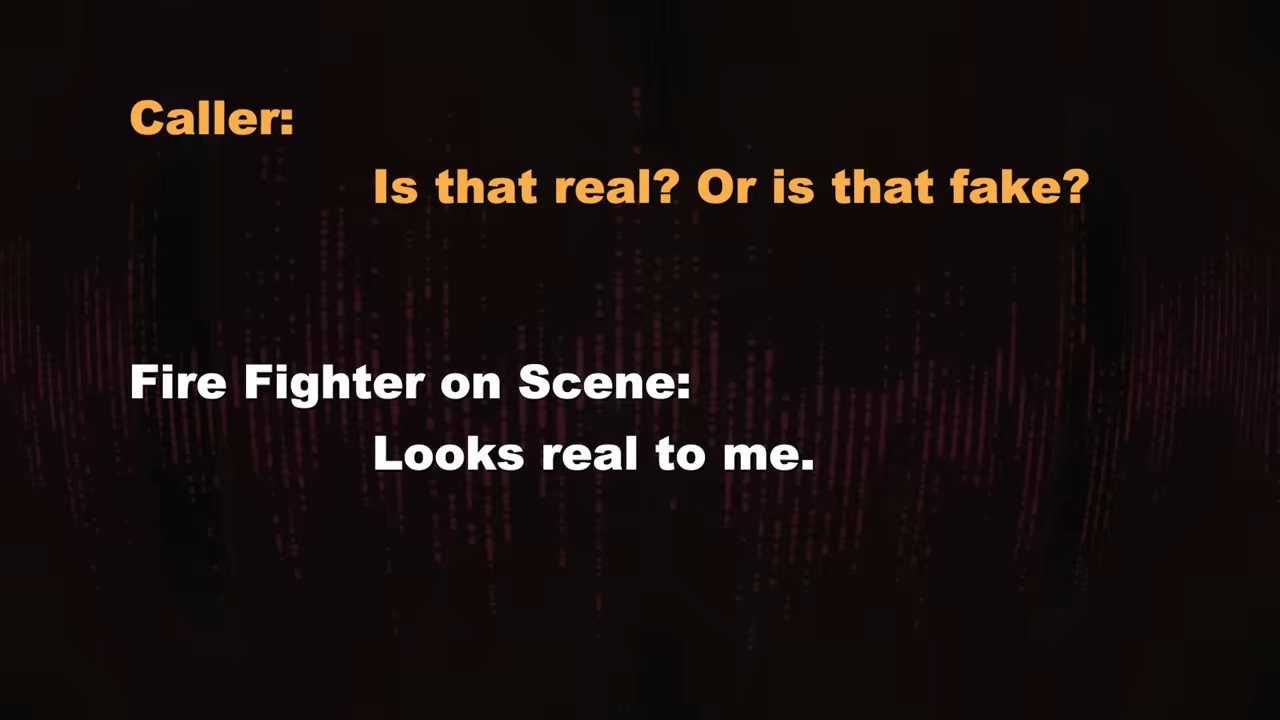 Caller:
Is that real? Or is that fake?
Fire Fighter on Scene:
Looks real to me.